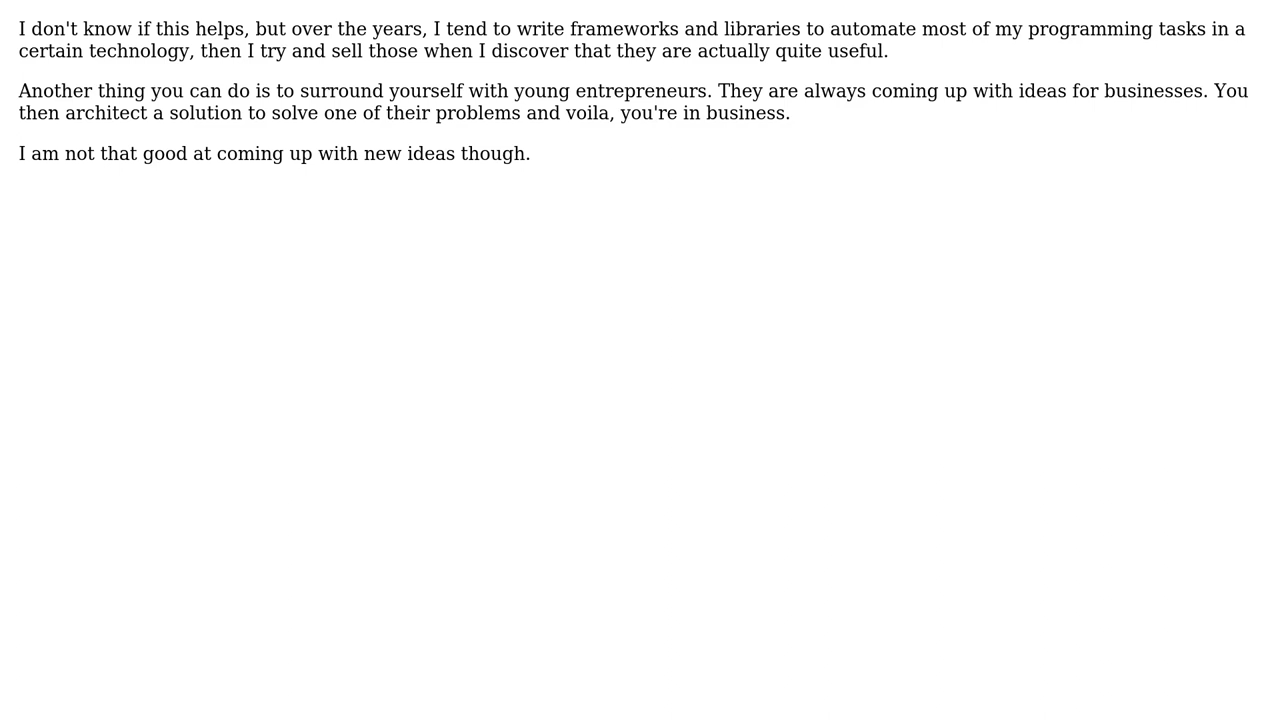 I don't know if this helps, but over the years, I tend to write frameworks and libraries to automate most of my programming tasks in a
certain technology, then I try and sell those when I discover that they are actually quite useful.
Another thing you can do is to surround yourself with young entrepreneurs. They are always coming up with ideas for businesses. You
then architect a solution to solve one of their problems and voila, you're in business.
I am not that good at coming up with new ideas though.